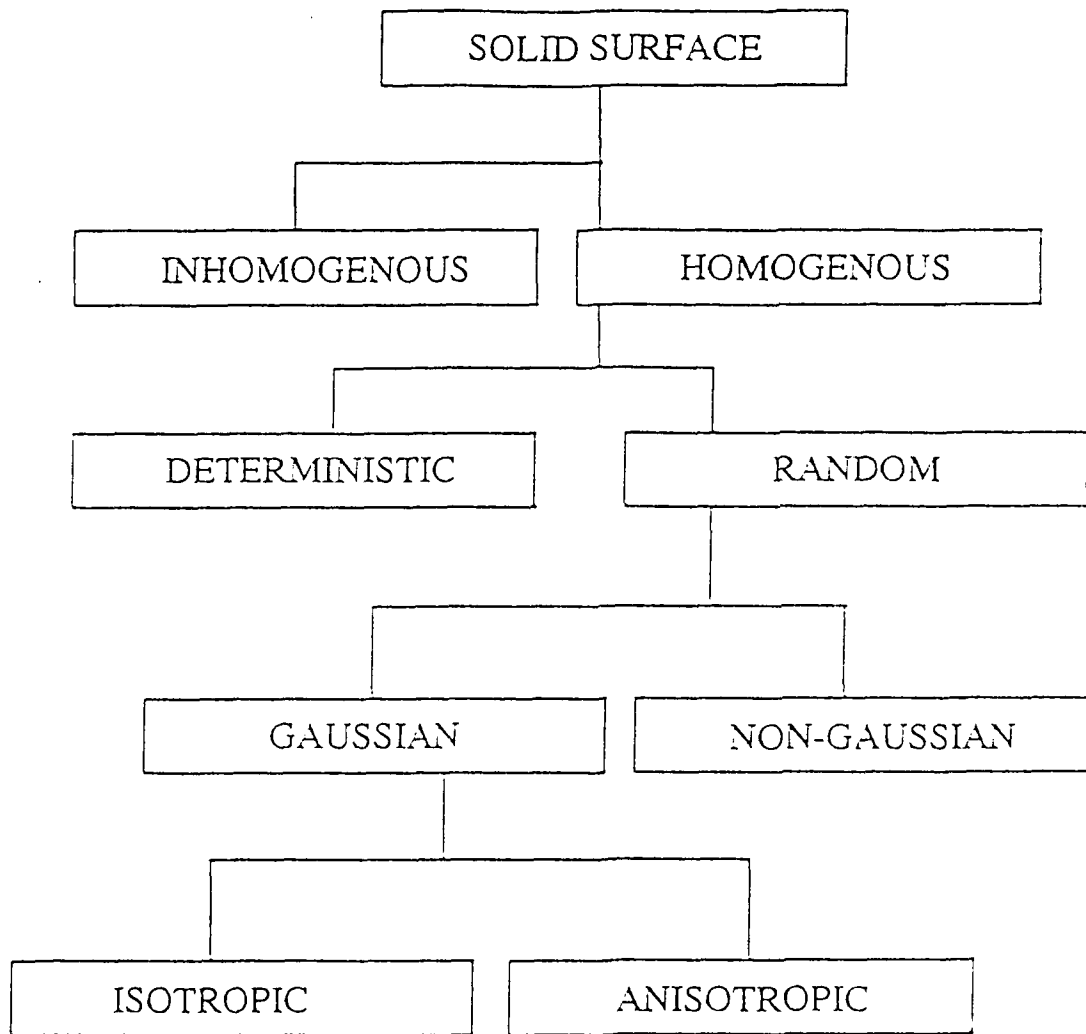 SOLID SURFACE
INHOMOGENOUS
HOMOGENOUS
DETERMINISTIC
RANDOM
GAUSSIAN
NON-GAUSSIAN
ISOTROPIC
ANISOTROPIC